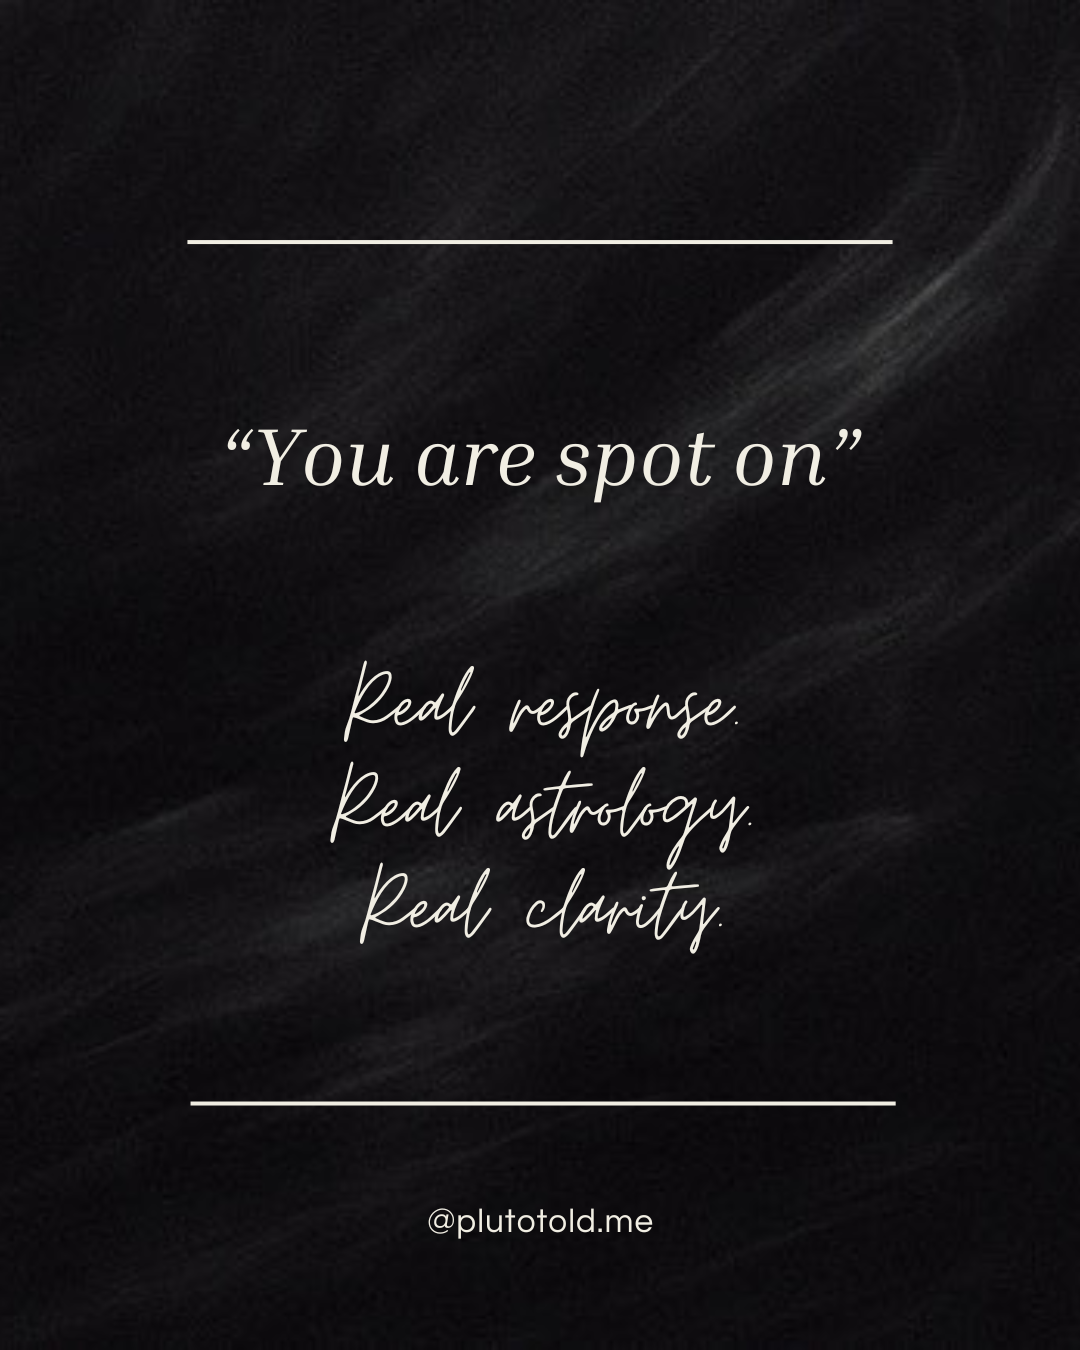 “You are spot on”
Real response.
Real astrology.
Real clarity.
@plutotold.me